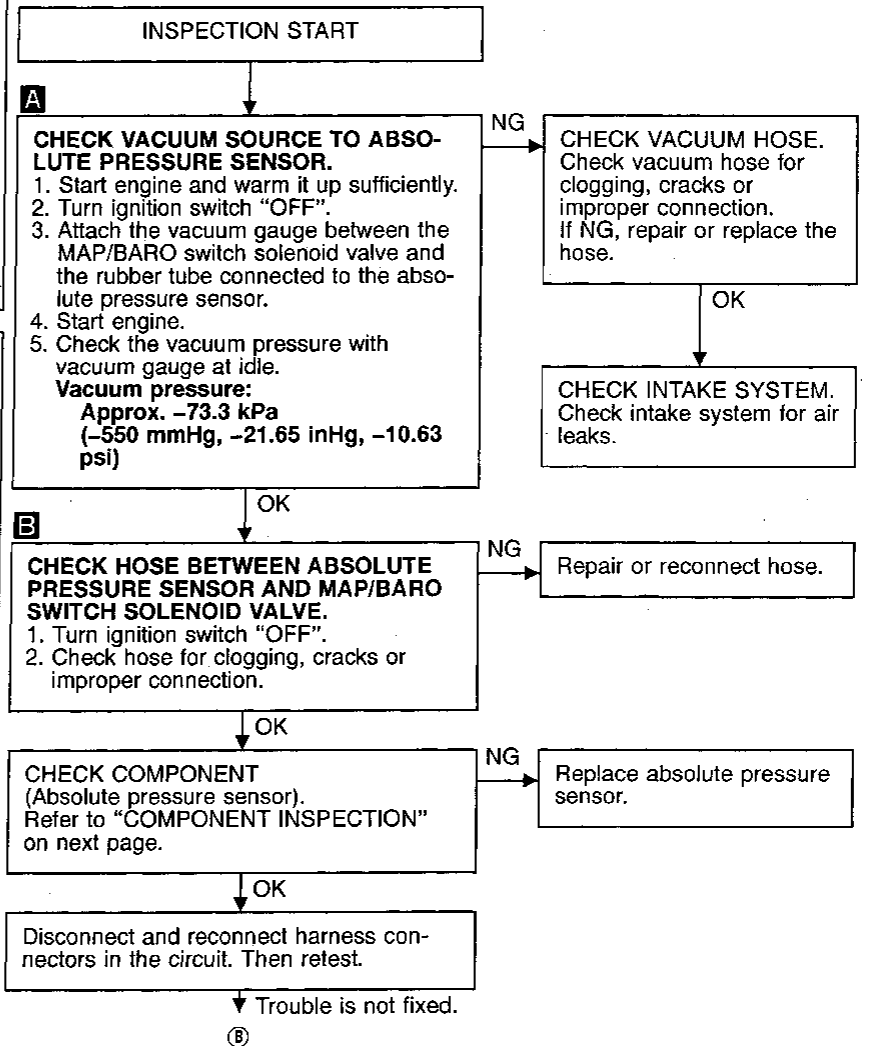 INSPECTION START
A
CHECK VACUUM SOURCE TO ABSO-
LUTE PRESSURE SENSOR.
1. Start engine and warm it up sufficiently.
2. Turn ignition switch “OFF”.
3. Attach the vacuum gauge between the
MAP/BARO switch solenoid valve and
the rubber tube connected to the abso-
lute pressure sensor.
4. Start engine.
5. Check the vacuum pressure with
vacuum gauge at idle.
Vacuum pressure:
Approx. –73.3 kPa
(–550 mmHg, –21.65 inHg, –10.63
psi)
NG
CHECK VACUUM HOSE.
Check vacuum hose for
clogging, cracks or
improper connection.
If NG, repair or replace the
hose.
OK
CHECK INTAKE SYSTEM.
Check intake system for air
leaks.
OK
B
CHECK HOSE BETWEEN ABSOLUTE
PRESSURE SENSOR AND MAP/BARO
SWITCH SOLENOID VALVE.
1. Turn ignition switch “OFF”.
2. Check hose for clogging, cracks or
improper connection.
NG
Repair or reconnect hose.
OK
CHECK COMPONENT
(Absolute pressure sensor).
Refer to “COMPONENT INSPECTION”
on next page.
NG
Replace absolute pressure
sensor.
OK
Disconnect and reconnect harness con-
nectors in the circuit. Then retest.
Trouble is not fixed.
Ⓑ